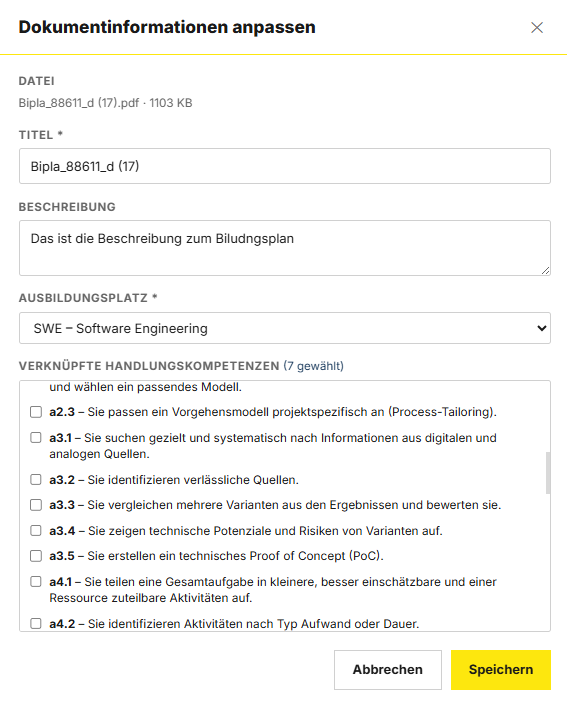 Dokumentinformationen anpassen
DATEI
Bipla_88611_d (17).pdf · 1103 KB
TITEL *
Bipla_88611_d (17)
BESCHREIBUNG
Das ist die Beschreibung zum Biludngsplan
AUSBILDUNGSPLATZ *
SWE – Software Engineering
VERKNÜPFTE HANDLUNGSKOMPETENZEN (7 gewählt)
und wählen ein passendes Modell.
a2.3 – Sie passen ein Vorgehensmodell projektspezifisch an (Process-Tailoring).
a3.1 – Sie suchen gezielt und systematisch nach Informationen aus digitalen und
analogen Quellen.
a3.2 – Sie identifizieren verlässliche Quellen.
a3.3 – Sie vergleichen mehrere Varianten aus den Ergebnissen und bewerten sie.
a3.4 – Sie zeigen technische Potenziale und Risiken von Varianten auf.
a3.5 – Sie erstellen ein technisches Proof of Concept (PoC).
a4.1 – Sie teilen eine Gesamtaufgabe in kleinere, besser einschätzbare und einer
Ressource zuteilbare Aktivitäten auf.
a4.2 – Sie identifizieren Aktivitäten nach Typ Aufwand oder Dauer.
Abbrechen
Speichern